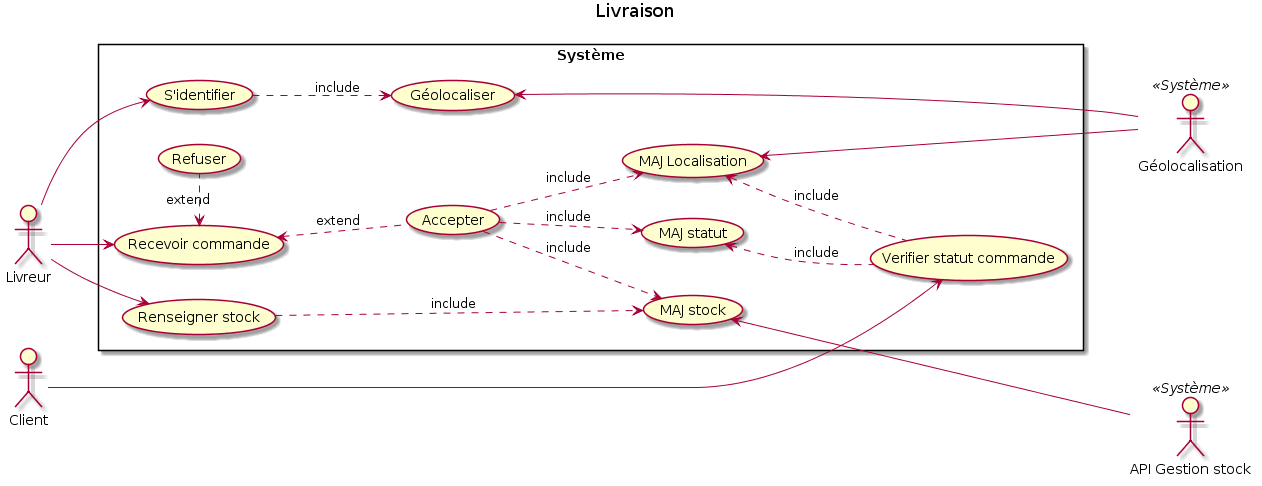 Livraison
Système
«Système»
S'identifier
include
Géolocaliser
Refuser
MAJ Localisation
Géolocalisation
include
extend
include
extend
Accepter
include
MAJ statut
Recevoir commande
include
include
Verifier statut commande
Livreur
include
Renseigner stock
MAJ stock
«Système»
Client
API Gestion stock